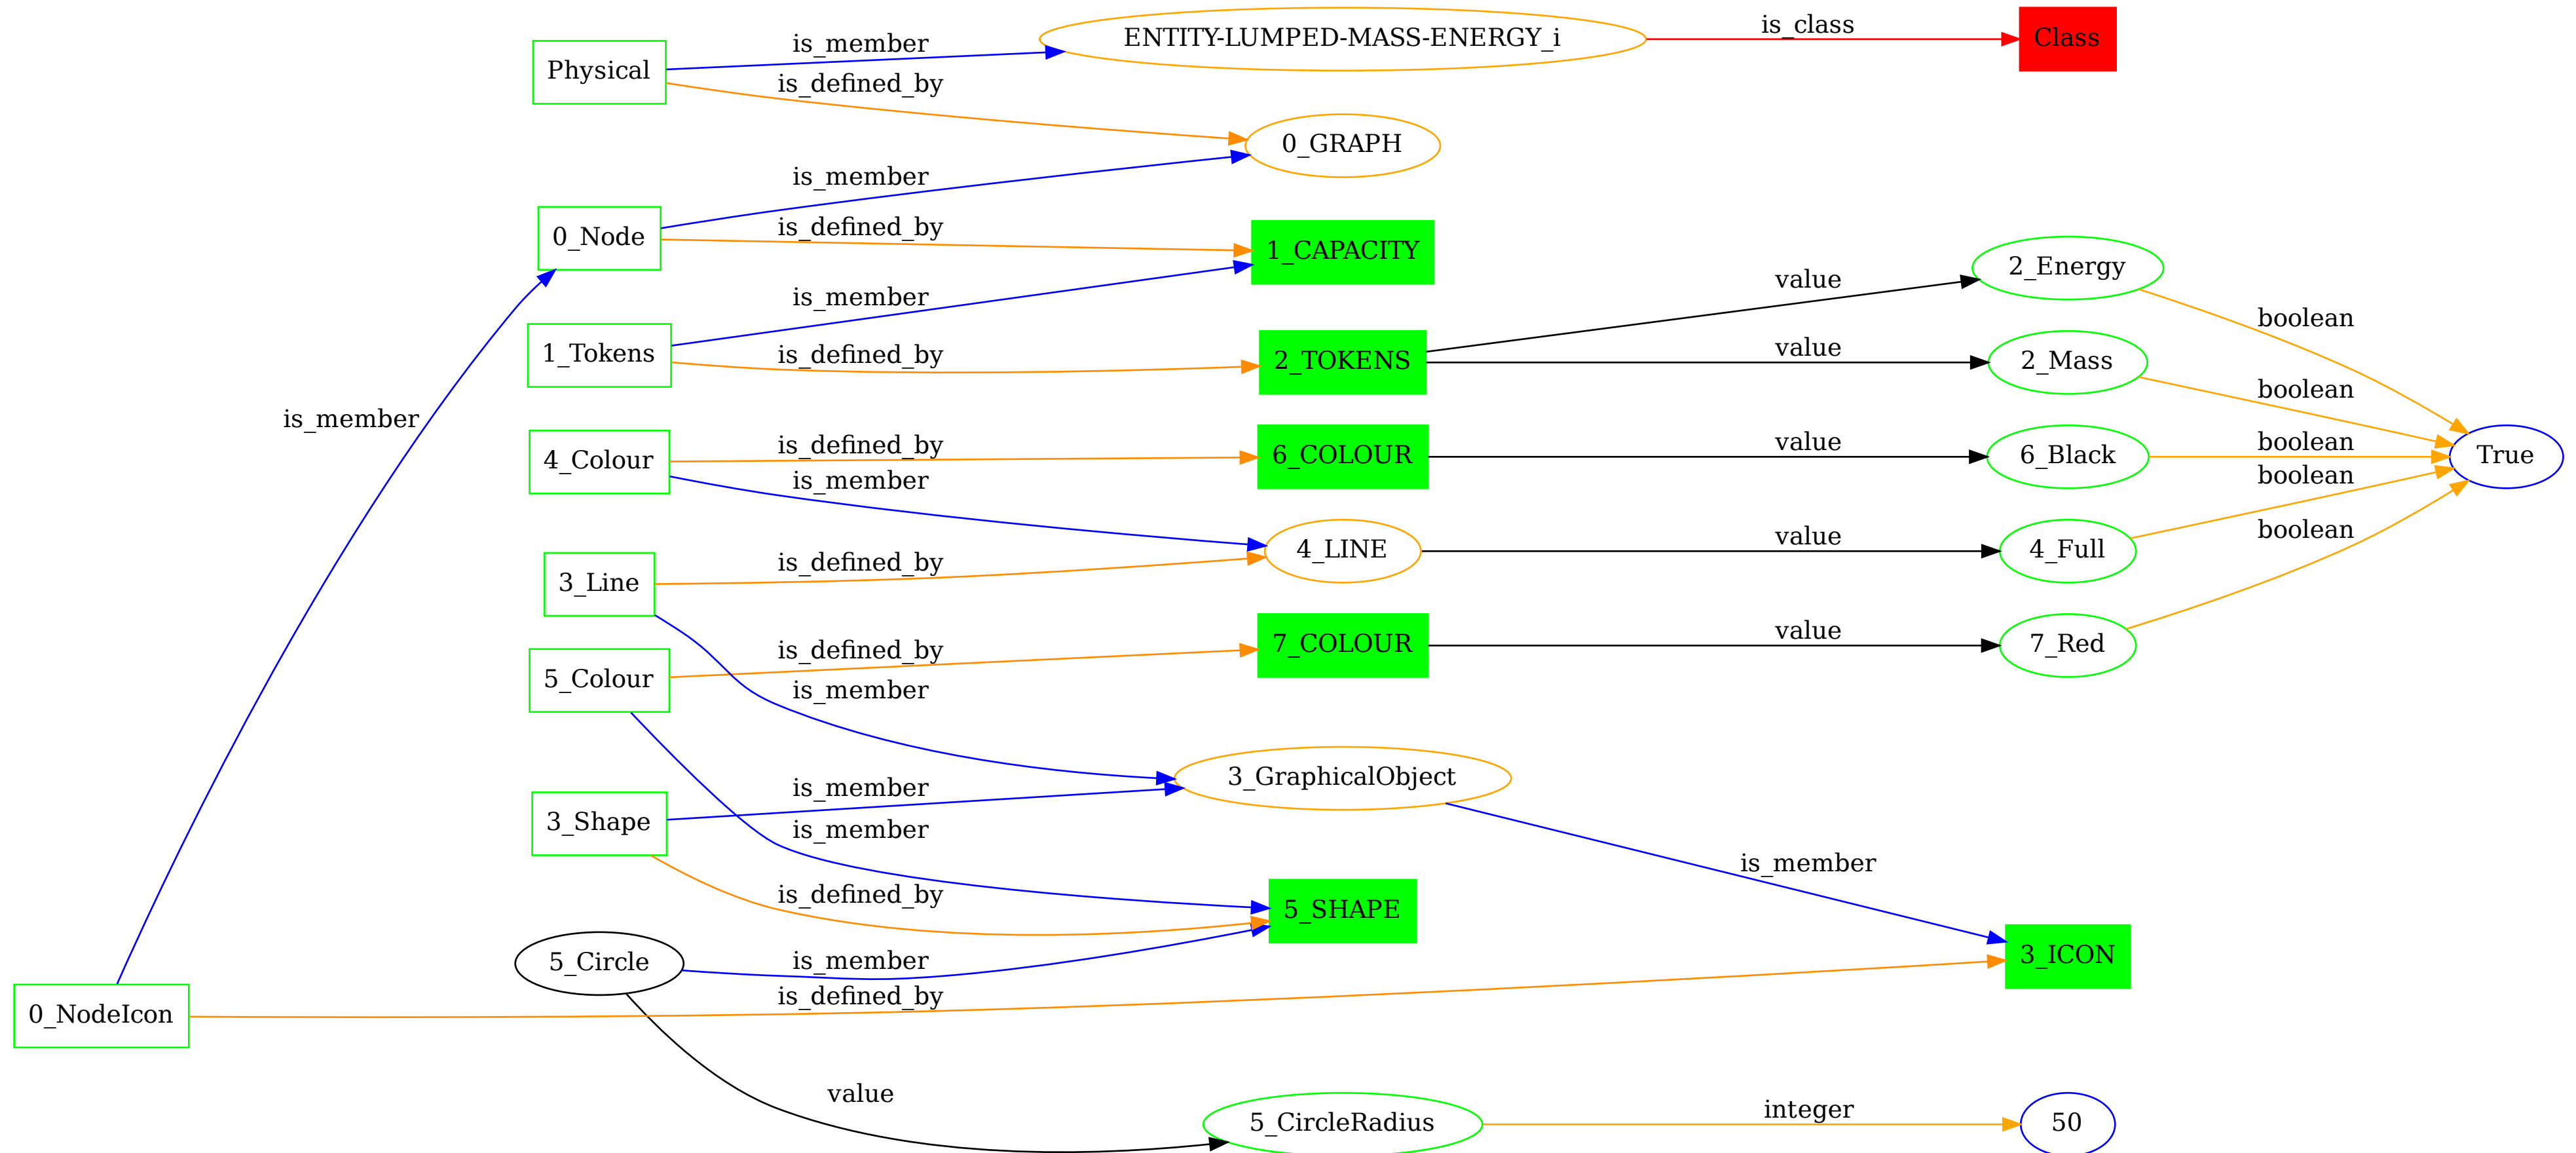 ENTITY-LUMPED-MASS-ENERGY_i
is_class
Class
is_member
Physical
is_defined_by
0_GRAPH
is_member
0_Node
is_defined_by
1_CAPACITY
2_Energy
value
is_member
boolean
1_Tokens
is_defined_by
2_TOKENS
value
2_Mass
boolean
is_member
4_Colour
is_defined_by
6_COLOUR
value
6_Black
boolean
True
is_member
boolean
4_LINE
value
4_Full
boolean
3_Line
is_defined_by
7_COLOUR
value
7_Red
5_Colour
is_defined_by
is_member
3_GraphicalObject
is_member
3_Shape
is_member
is_member
is_defined_by
5_SHAPE
5_Circle
is_member
3_ICON
is_defined_by
0_NodeIcon
value
5_CircleRadius
integer
50